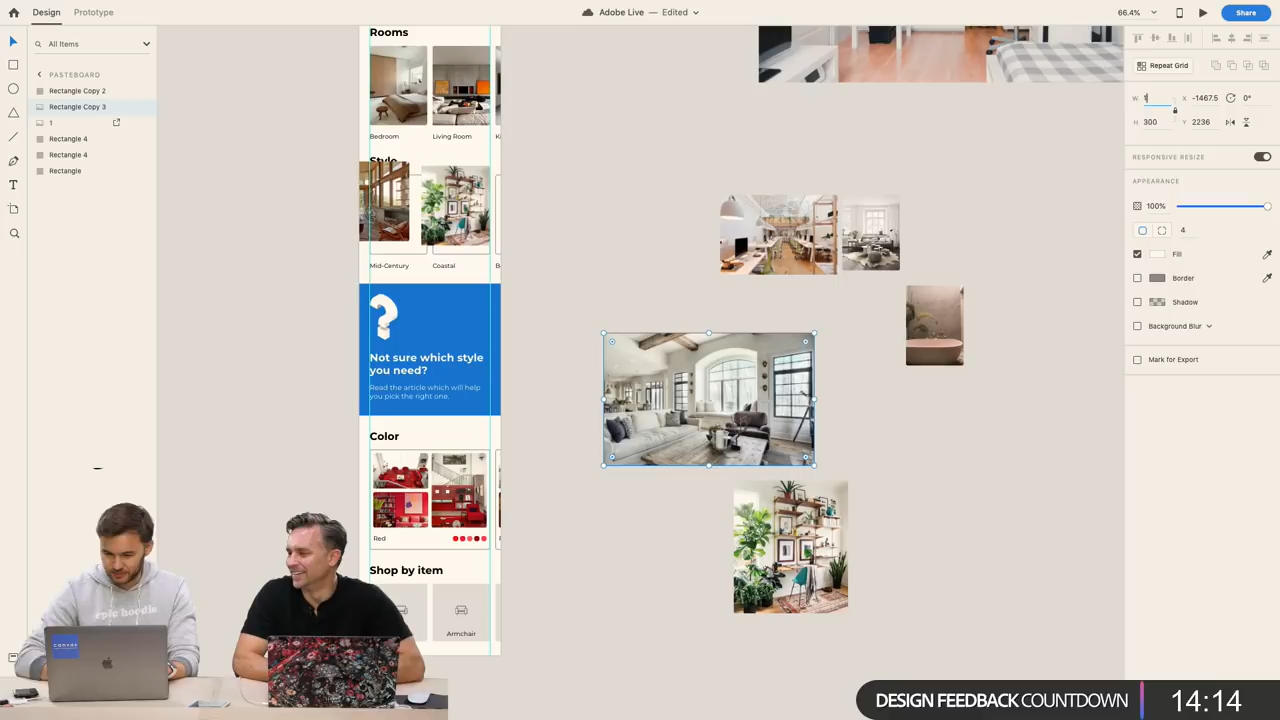 Design
Prototype
Adobe Live — Edited
66.4%
Share
All Items
PASTEBOARD
Rectangle Copy 2
Rectangle Copy 3
1
Rectangle 4
Rectangle 4
Rectangle
Rooms
Bedroom
Living Room
Style
Mid-Century
Coastal
Not sure which style
you need?
Read the article which will help
you pick the right one.
Color
Red
Shop by item
Armchair
Repeat Grid
W
X -1467.5
0°
H 300
Y 2236
RESPONSIVE RESIZE
APPEARANCE
100%
4
Fill
Border
Shadow
Background Blur
Mark for Export
epic hoodie
canvas
DESIGN FEEDBACK COUNTDOWN
14:14